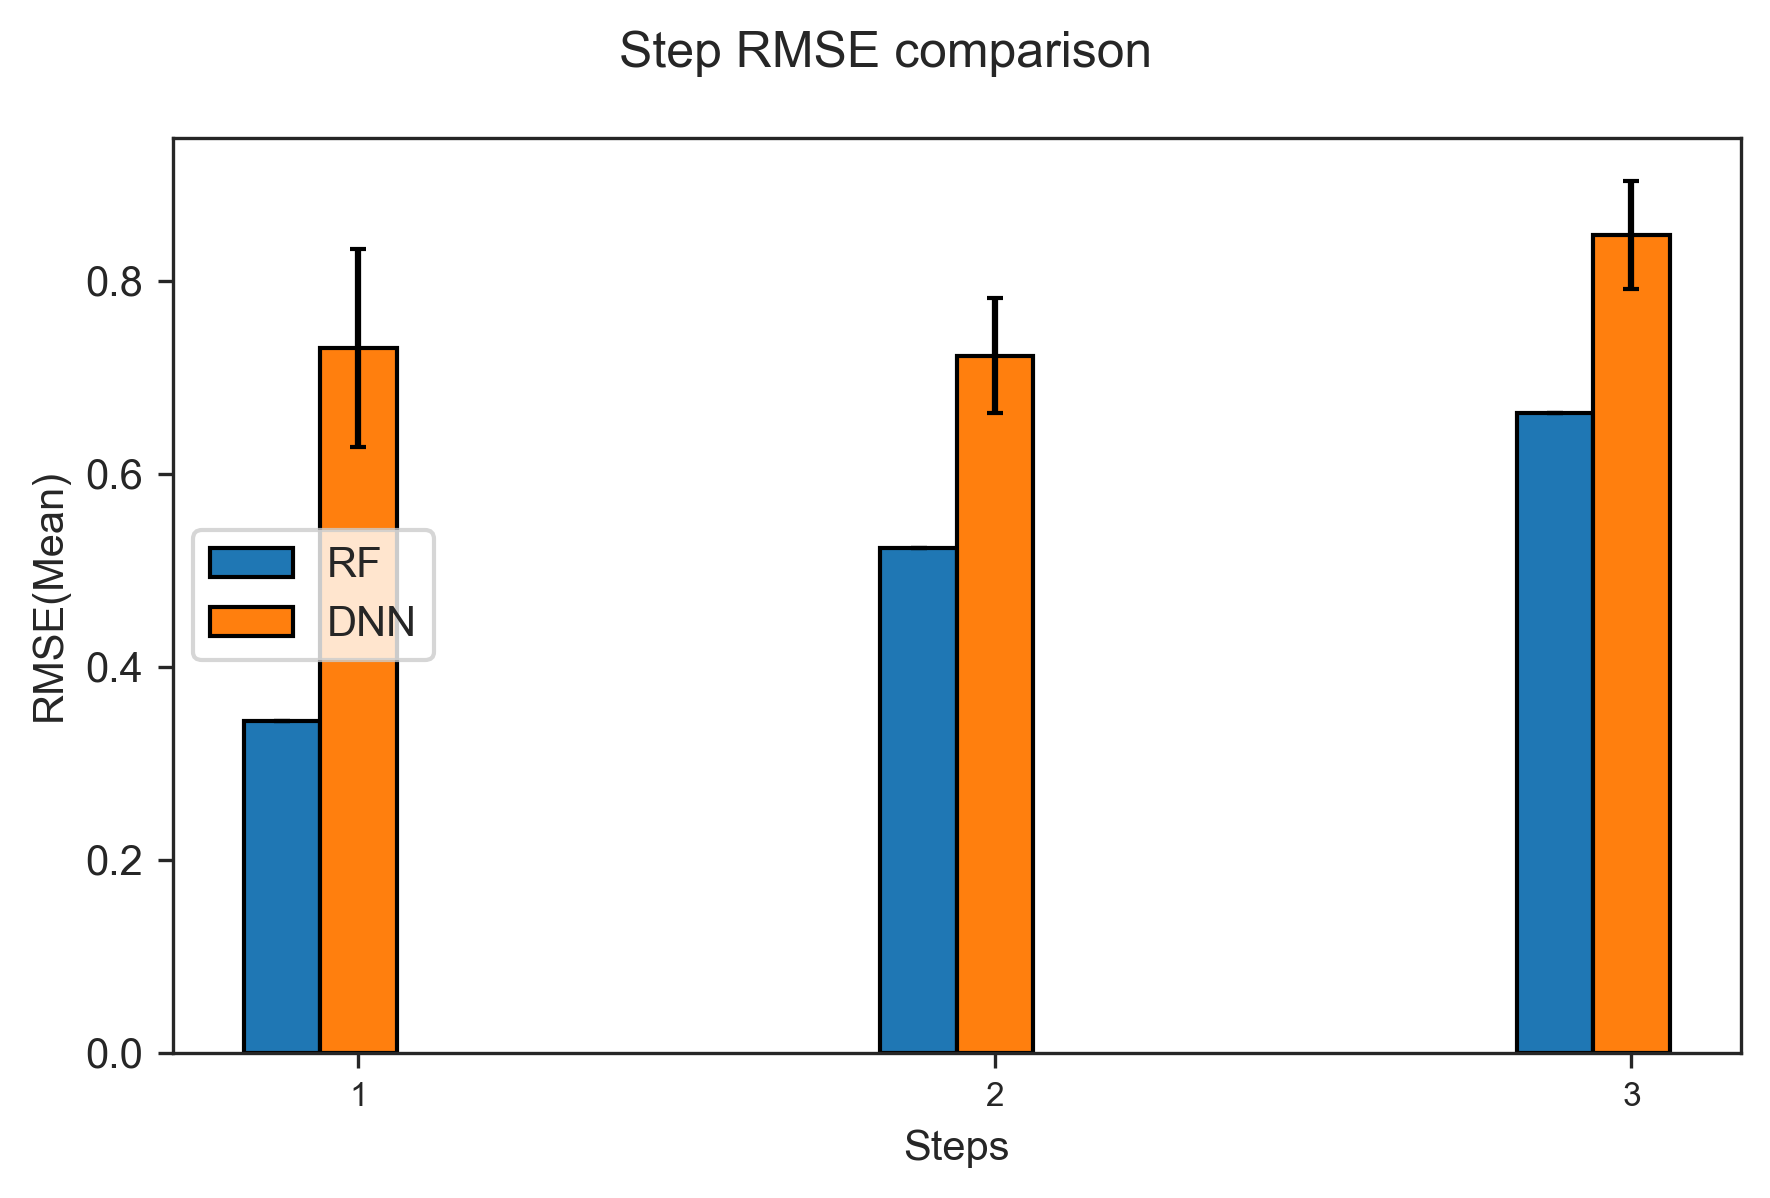 Step RMSE comparison
RMSE(Mean)
0.8
0.6
0.4
0.2
0.0
RF
DNN
1 2 3
Steps